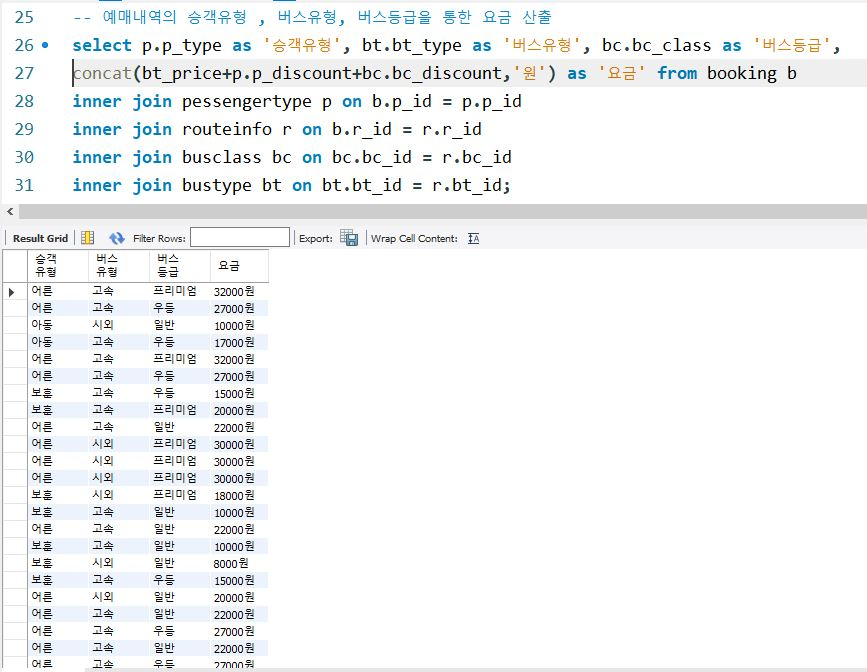 25 -- 예매내역의 승객유형 , 버스유형, 버스등급을 통한 요금 산출
26 select p.p_type as '승객유형', bt.bt_type as '버스유형', bc.bc_class as '버스등급',
27 concat(bt_price+p.p_discount+bc.bc_discount,'원') as '요금' from booking b
28 inner join pessengertype p on b.p_id = p.p_id
29 inner join routeinfo r on b.r_id = r.r_id
30 inner join busclass bc on bc.bc_id = r.bc_id
31 inner join bustype bt on bt.bt_id = r.bt_id;
Result Grid Filter Rows: Export: Wrap Cell Content: IA
승객 유형 버스 유형 버스 등급 요금
어른 고속 프리미엄 32000원
어른 고속 우등 27000원
아동 시외 일반 10000원
아동 고속 우등 17000원
어른 고속 프리미엄 32000원
어른 고속 우등 27000원
보훈 고속 우등 15000원
보훈 고속 프리미엄 20000원
어른 고속 일반 22000원
어른 시외 프리미엄 30000원
어른 시외 프리미엄 30000원
어른 시외 프리미엄 30000원
보훈 시외 프리미엄 18000원
보훈 고속 일반 10000원
어른 고속 일반 22000원
보훈 고속 일반 10000원
보훈 시외 일반 8000원
보훈 고속 우등 15000원
어른 시외 일반 20000원
어른 고속 일반 22000원
어른 고속 우등 27000원
어른 고속 일반 22000원
어른 고속 우등 27000원